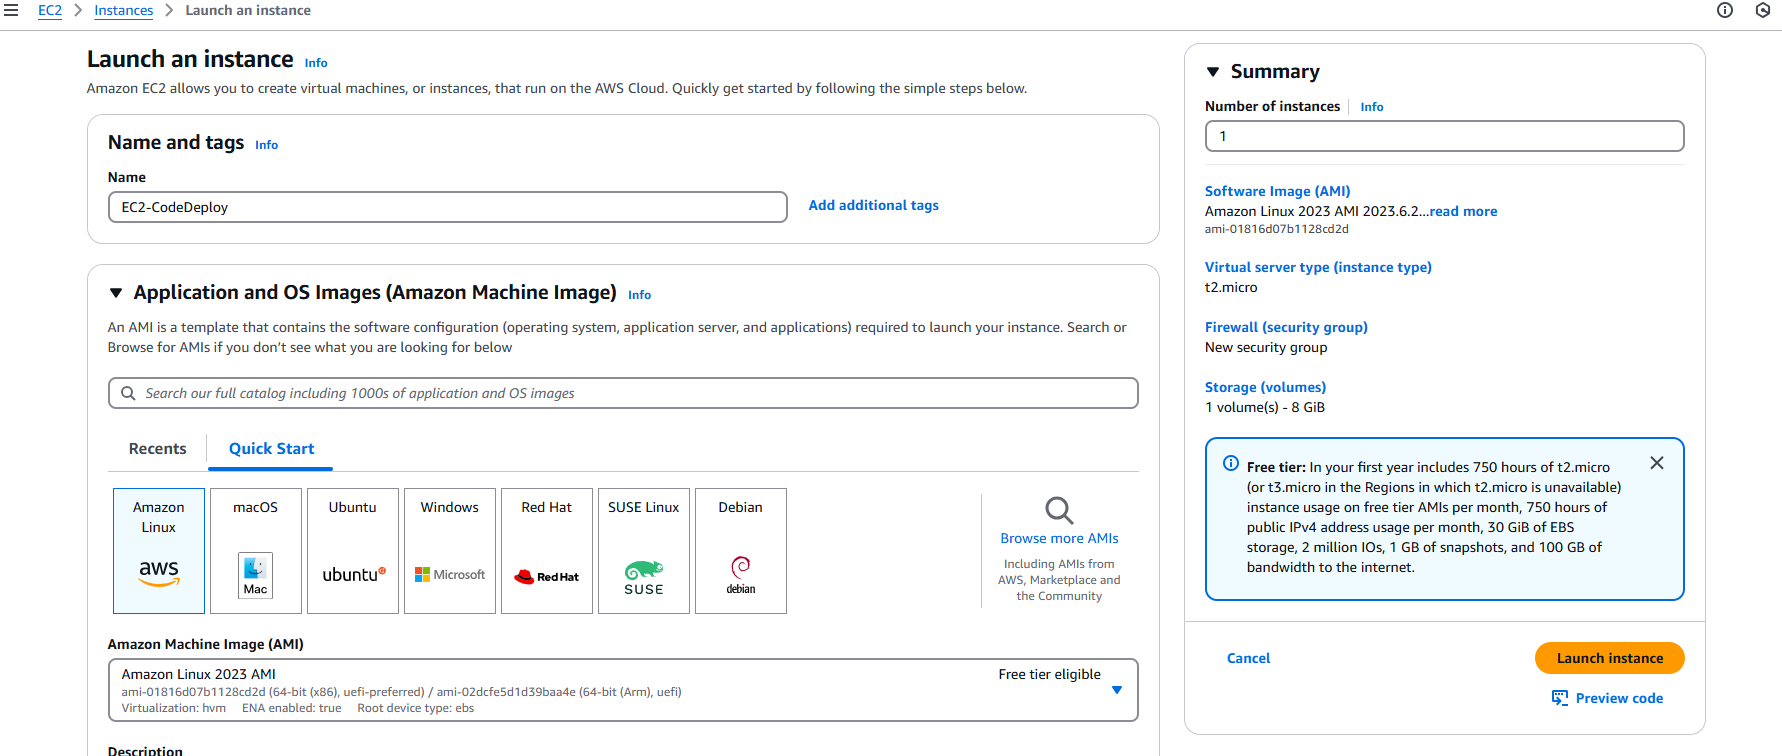 EC2 > Instances > Launch an instance
Launch an instance Info
Amazon EC2 allows you to create virtual machines, or instances, that run on the AWS Cloud. Quickly get started by following the simple steps below.
Name and tags Info
Name
EC2-CodeDeploy
Add additional tags
Application and OS Images (Amazon Machine Image) Info
An AMI is a template that contains the software configuration (operating system, application server, and applications) required to launch your instance. Search or
Browse for AMIs if you don't see what you are looking for below
Search our full catalog including 1000s of application and OS images
Recents
Quick Start
Amazon
Linux
aws
macOS
Mac
Ubuntu
ubuntu
Windows
Microsoft
Red Hat
Red Hat
SUSE Linux
SUSE
Debian
debian
Browse more AMIs
Including AMIs from
AWS, Marketplace and
the Community
Amazon Machine Image (AMI)
Amazon Linux 2023 AMI
Free tier eligible
ami-01816d07b1128cd2d (64-bit (x86), uefi-preferred) / ami-02dcfe5d1d39baa4e (64-bit (Arm), uefi)
Virtualization: hvm ENA enabled: true Root device type: ebs
Description
Summary
Number of instances Info
1
Software Image (AMI)
Amazon Linux 2023 AMI 2023.6.2...read more
ami-01816d07b1128cd2d
Virtual server type (instance type)
t2.micro
Firewall (security group)
New security group
Storage (volumes)
1 volume(s) - 8 GiB
Free tier: In your first year includes 750 hours of t2.micro
(or t3.micro in the Regions in which t2.micro is unavailable)
instance usage on free tier AMIs per month, 750 hours of
public IPv4 address usage per month, 30 GiB of EBS
storage, 2 million IOs, 1 GB of snapshots, and 100 GB of
bandwidth to the internet.
Cancel
Launch instance
Preview code